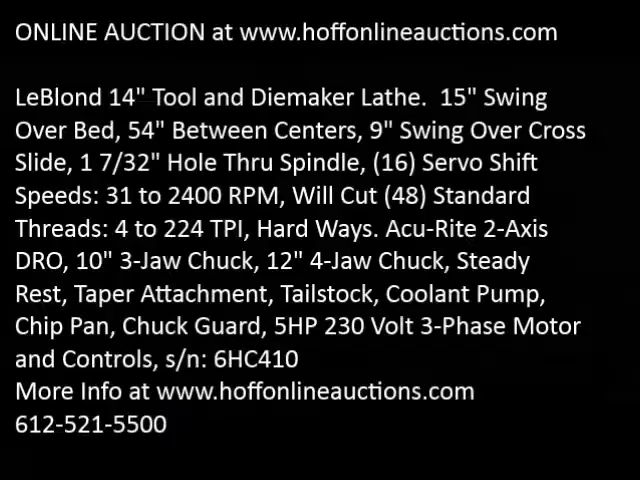 ONLINE AUCTION at www.hoffonlineauctions.com
LeBlond 14" Tool and Diemaker Lathe.  15" Swing
Over Bed, 54" Between Centers, 9" Swing Over Cross
Slide, 1 7/32" Hole Thru Spindle, (16) Servo Shift
Speeds: 31 to 2400 RPM, Will Cut (48) Standard
Threads: 4 to 224 TPI, Hard Ways. Acu-Rite 2-Axis
DRO, 10" 3-Jaw Chuck, 12" 4-Jaw Chuck, Steady
Rest, Taper Attachment, Tailstock, Coolant Pump,
Chip Pan, Chuck Guard, 5HP 230 Volt 3-Phase Motor
and Controls, s/n: 6HC410
More Info at www.hoffonlineauctions.com
612-521-5500